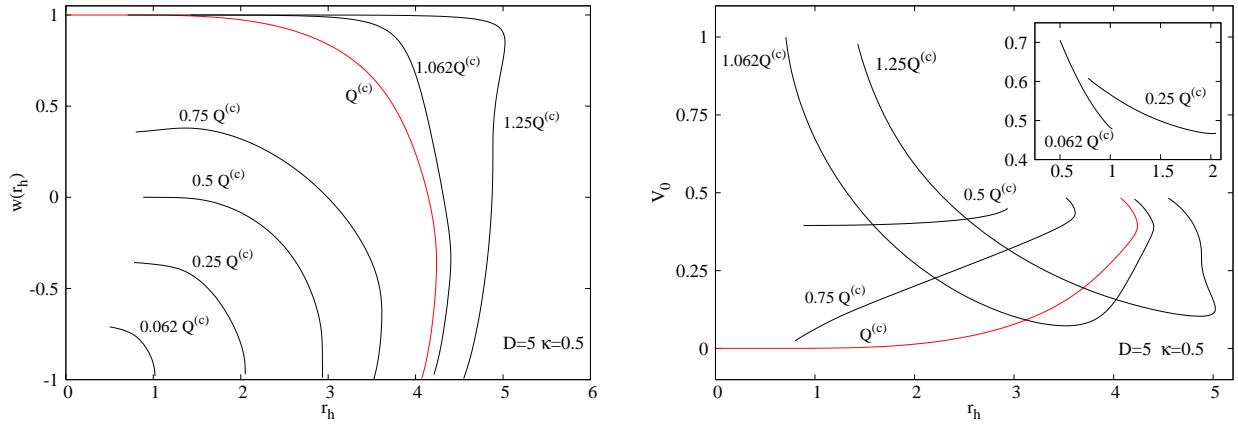 1
0.5
0
-0.5
-1
0 1 2 3 4 5 6
w(r_h)
r_h
0.75 Q^(c)
0.5 Q^(c)
0.25 Q^(c)
0.062 Q^(c)
Q^(c)
1.062Q^(c)
1.25Q^(c)
D=5 κ=0.5
1
0.75
0.5
0.25
0
0 1 2 3 4 5
V_0
r_h
1.062Q^(c)
1.25Q^(c)
0.5 Q^(c)
0.75 Q^(c)
Q^(c)
D=5 κ=0.5
0.7
0.6
0.5
0.4
0.5 1 1.5 2
0.25 Q^(c)
0.062 Q^(c)